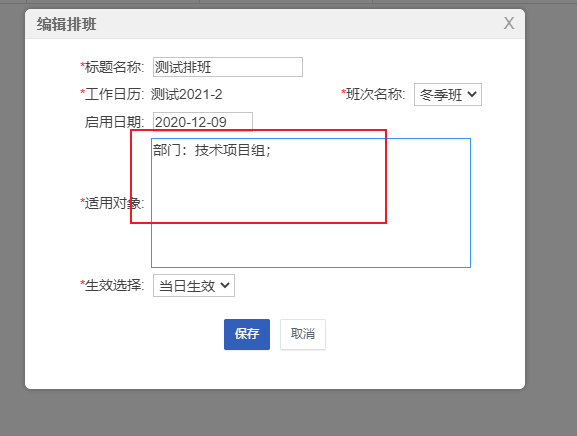 编辑排班 X
*标题名称: 测试排班
*工作日历: 测试2021-2 *班次名称: 冬季班
启用日期: 2020-12-09
部门：技术项目组;
*适用对象:
*生效选择: 当日生效
保存 取消